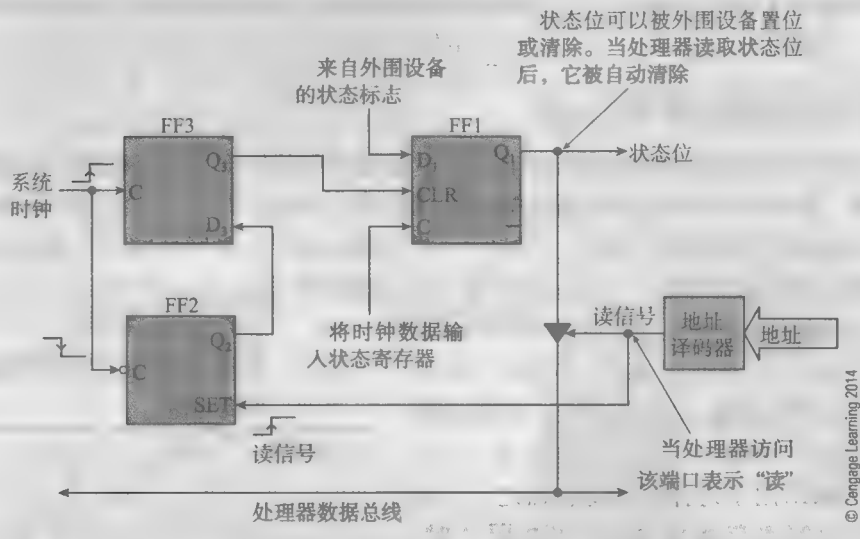 状态位可以被外围设备置位
或清除。当处理器读取状态位
后，它被自动清除
来自外围设备
的状态标志
FF3
FF1
Q3
D1
Q1
状态位
系统
时钟
C
CLR
D3
C
FF2
将时钟数据输
入状态寄存器
读信号
地址
译码器
地址
Q2
C
SET
读信号
当处理器访问
该端口表示“读”
处理器数据总线
© Cengage Learning 2014